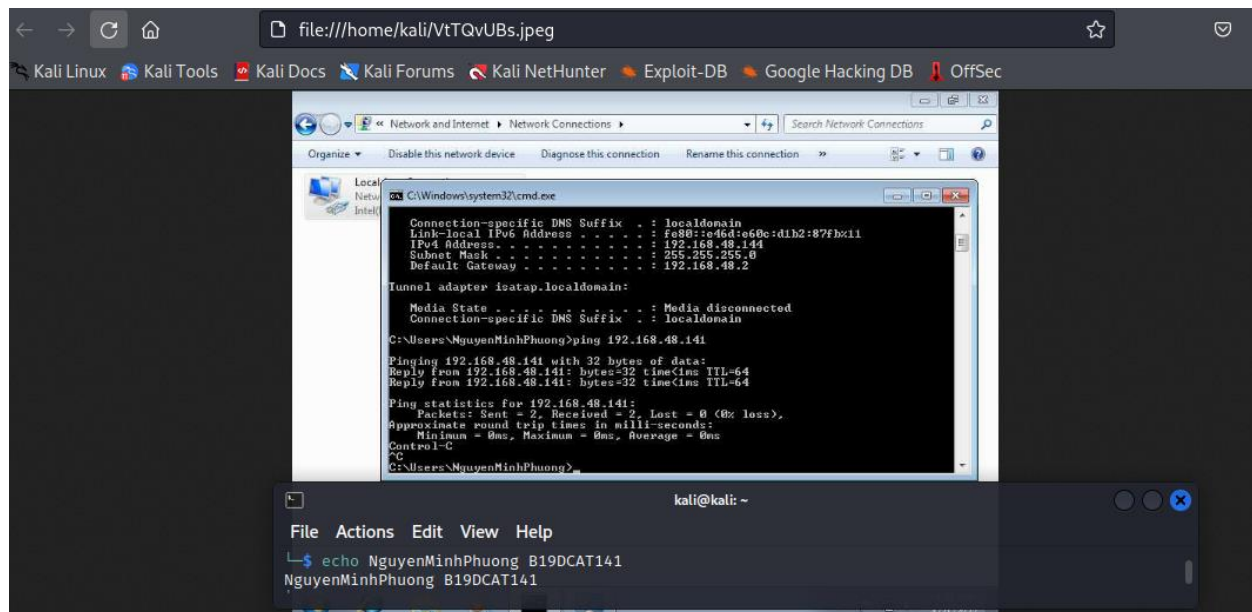 file:///home/kali/VtTQvUBs.jpeg
Kali Linux Kali Tools Kali Docs Kali Forums Kali NetHunter Exploit-DB Google Hacking DB OffSec
« Network and Internet ▸ Network Connections ▸ Search Network Connections
Organize Disable this network device Diagnose this connection Rename this connection »
Local
Netw
Intel(
C:\Windows\system32\cmd.exe
Connection-specific DNS Suffix . : localdomain
Link-local IPv6 Address . . . . . : fe80::e46d:e60c:d1b2:87fb%11
IPv4 Address. . . . . . . . . . . : 192.168.48.144
Subnet Mask . . . . . . . . . . . : 255.255.255.0
Default Gateway . . . . . . . . . : 192.168.48.2
Tunnel adapter isatap.localdomain:
Media State . . . . . . . . . . . : Media disconnected
Connection-specific DNS Suffix . : localdomain
C:\Users\NguyenMinhPhuong>ping 192.168.48.141
Pinging 192.168.48.141 with 32 bytes of data:
Reply from 192.168.48.141: bytes=32 time<1ms TTL=64
Reply from 192.168.48.141: bytes=32 time<1ms TTL=64
Ping statistics for 192.168.48.141:
Packets: Sent = 2, Received = 2, Lost = 0 (0% loss),
Approximate round trip times in milli-seconds:
Minimum = 0ms, Maximum = 0ms, Average = 0ms
Control-C
^C
C:\Users\NguyenMinhPhuong>_
kali@kali: ~
File Actions Edit View Help
└─$ echo NguyenMinhPhuong B19DCAT141
NguyenMinhPhuong B19DCAT141